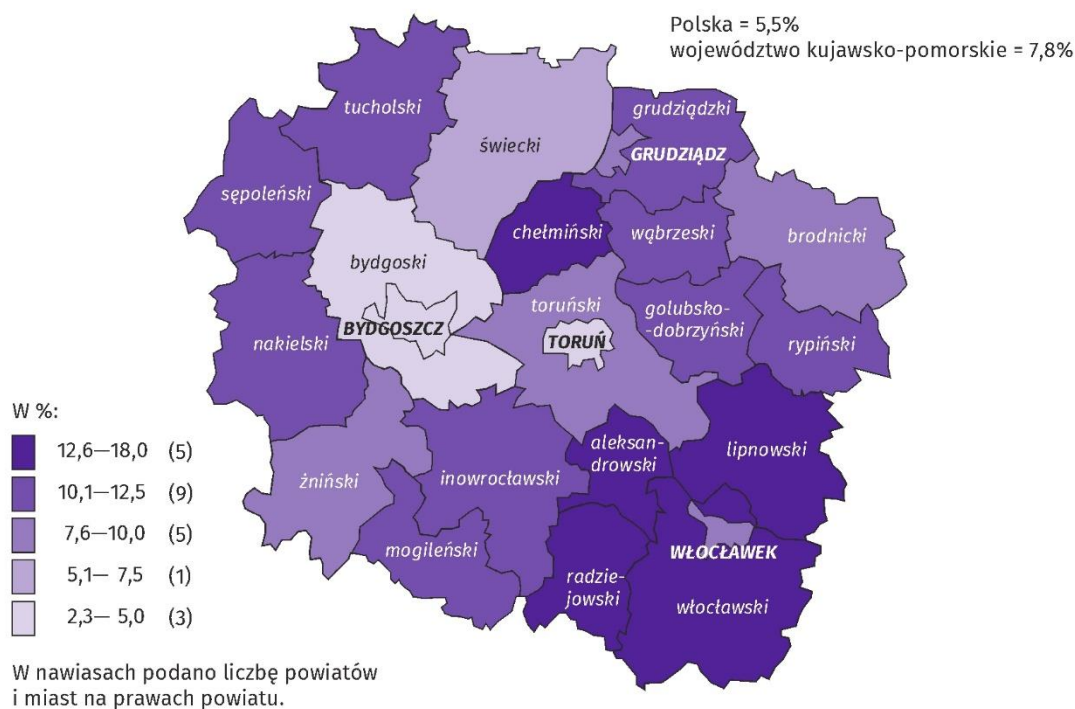 Polska = 5,5%
województwo kujawsko-pomorskie = 7,8%
tucholski
grudziądzki
świecki
GRUDZIĄDZ
sępoleński
chełmiński
wąbrzeski
brodnicki
bydgoski
toruński
golubsko-
-dobrzyński
BYDGOSZCZ
TORUŃ
nakielski
rypiński
W %:
12,6—18,0 (5)
10,1—12,5 (9)
7,6—10,0 (5)
5,1— 7,5 (1)
2,3— 5,0 (3)
aleksan-
drowski
lipnowski
żniński
inowrocławski
mogileński
WŁOCŁAWEK
radzie-
jowski
włocławski
W nawiasach podano liczbę powiatów
i miast na prawach powiatu.